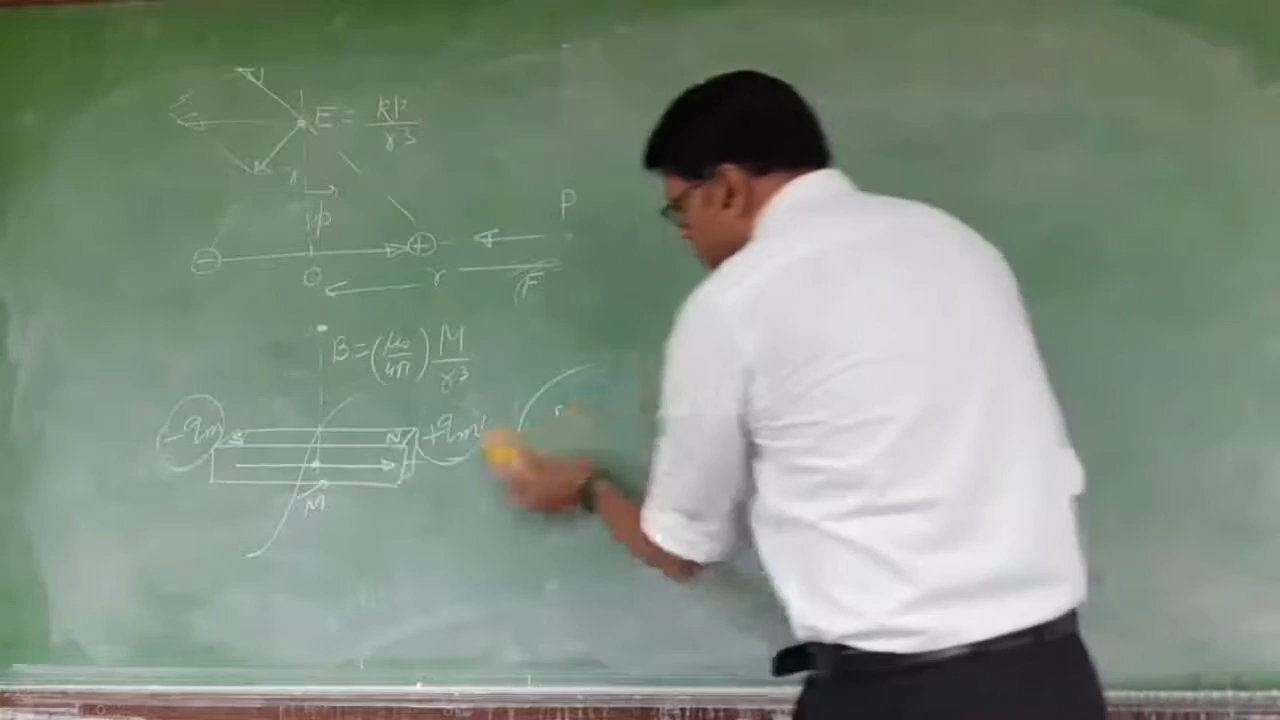 E = kp/r³
p
P
− +
O r r
B = (μ₀/4π) M/r³
−qm S N +qm
M